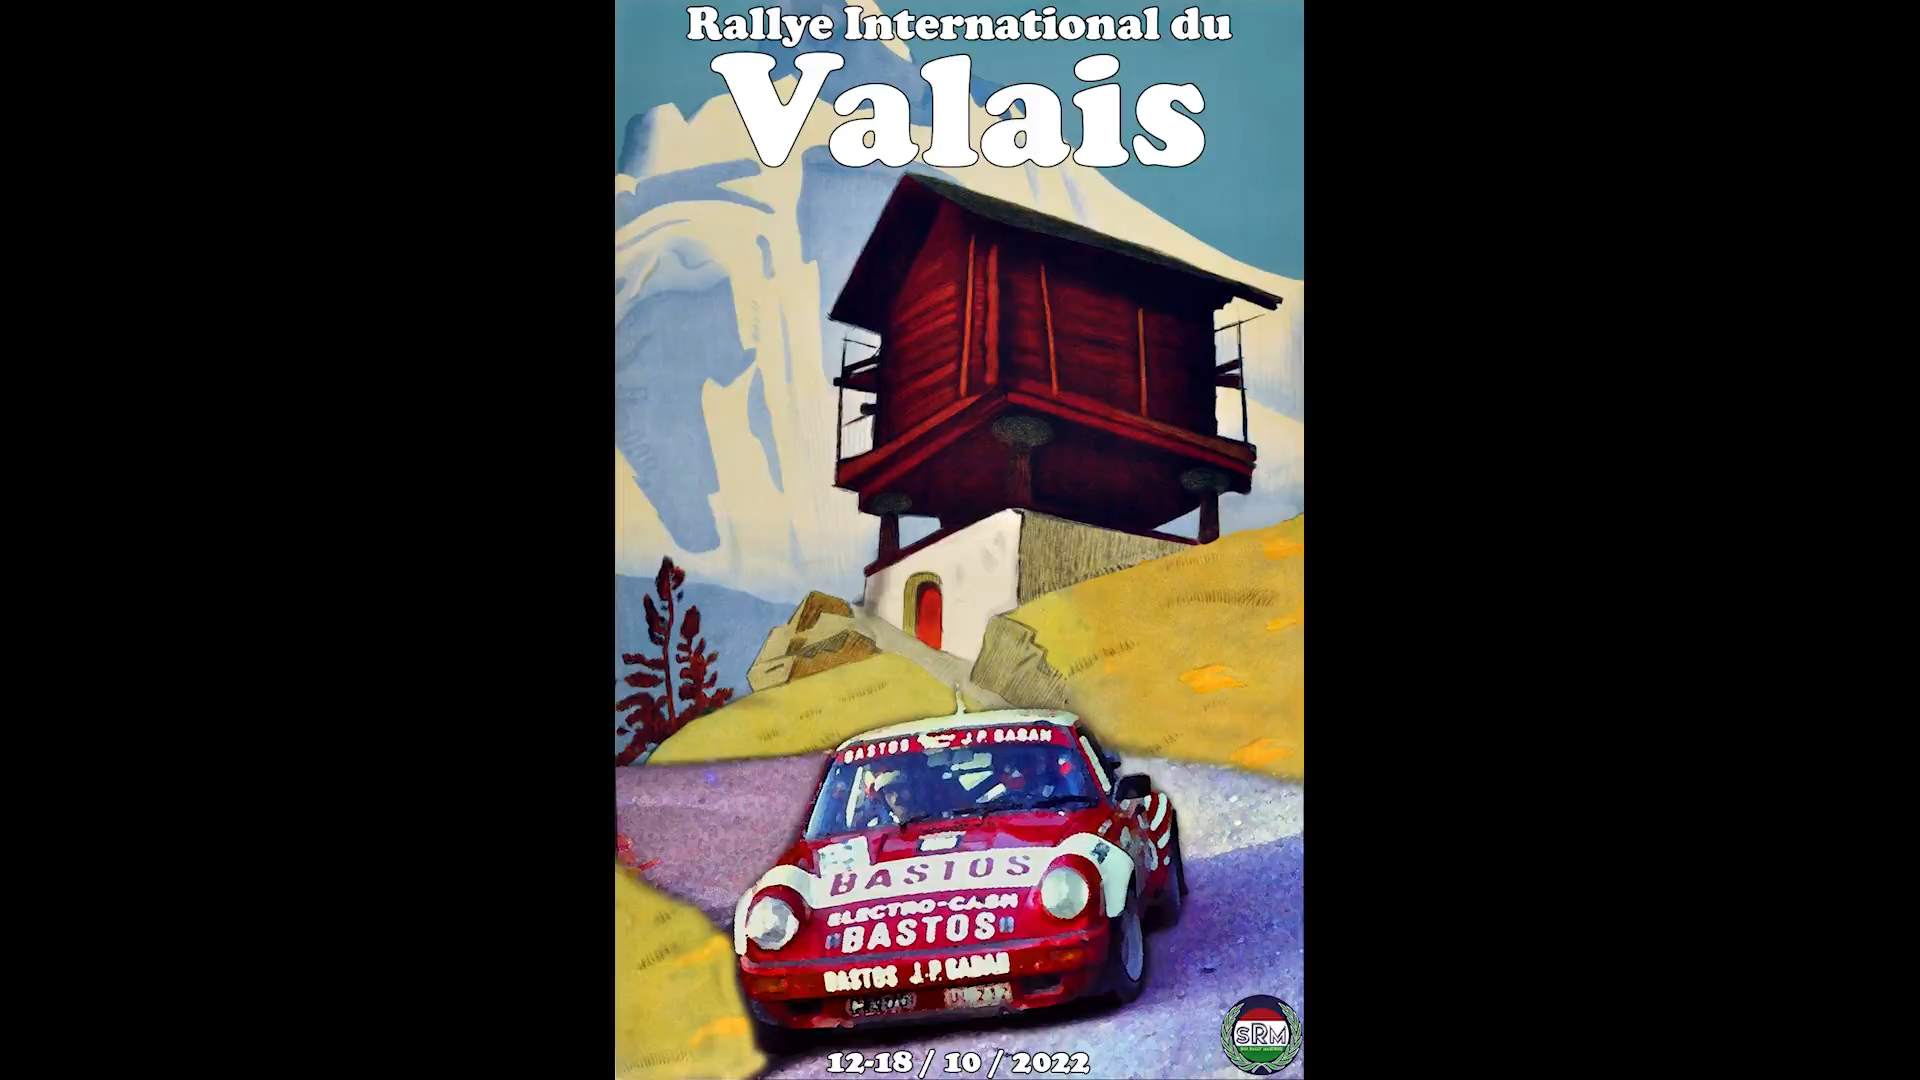 Rallye International du
Valais
BASTOS J.P. GABAN
BASTOS
ELECTRO-CASH
"BASTOS"
BASTOS J.P. GABAN
12-18 / 10 / 2022
SRM